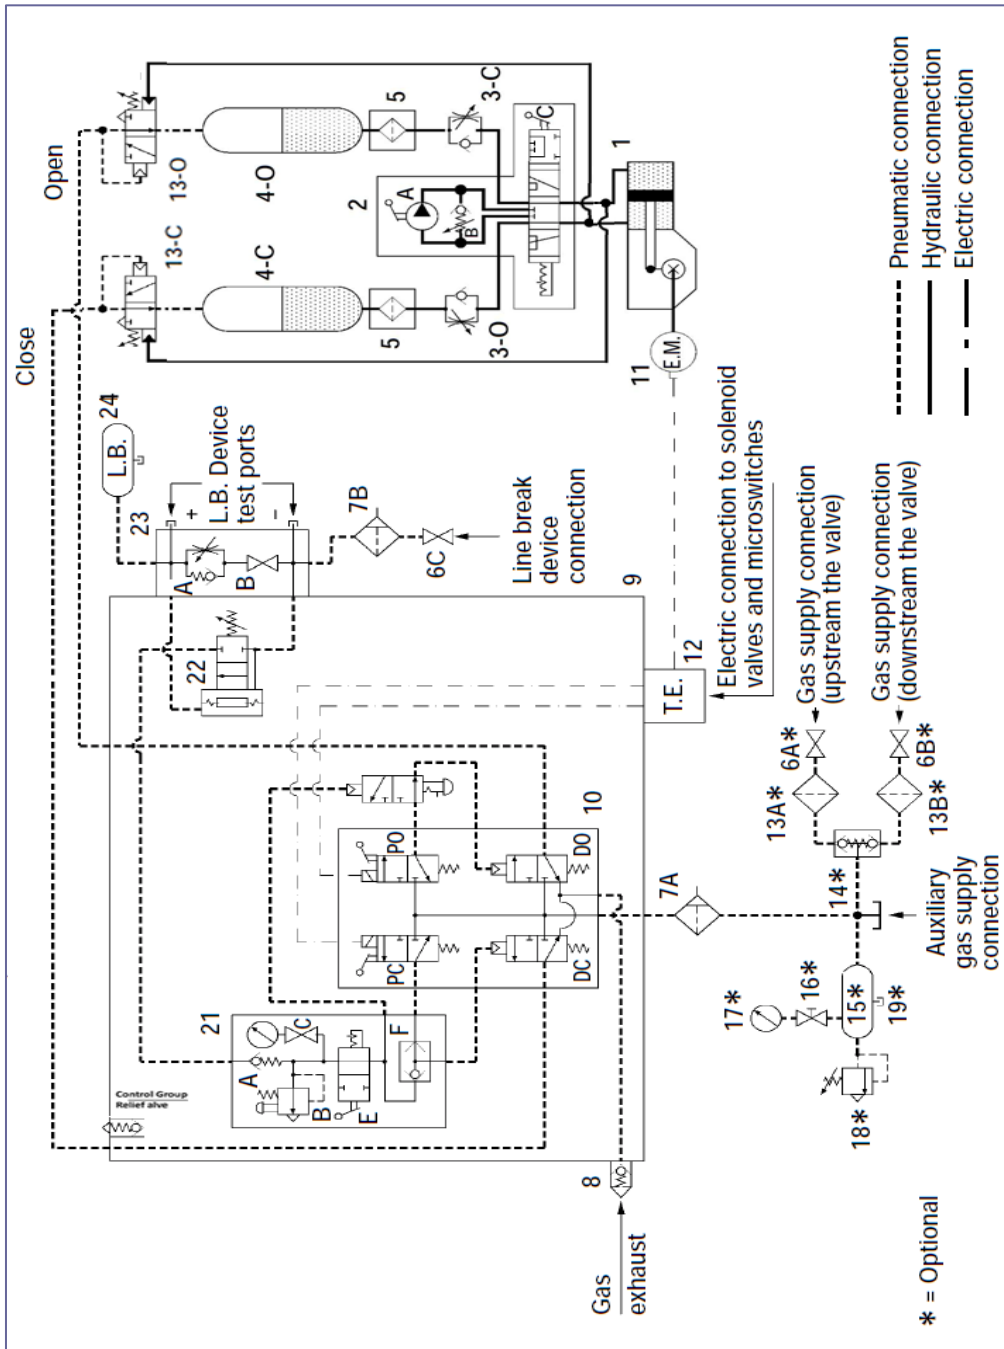 Close
Open
13-C
13-O
4-C
4-O
5
5
3-O
3-C
2
A
B
C
1
11
E.M.
24
L.B.
23
+
L.B. Device
test ports
-
A
B
7B
6C
Line break
device
connection
22
9
12
T.E.
Electric connection to solenoid
valves and microswitches
Control Group
Relief alve
21
A
B
C
E
F
PC
PO
DC
DO
10
8
Gas
exhaust
7A
13A*
6A*
Gas supply connection
(upstream the valve)
13B*
6B*
Gas supply connection
(downstream the valve)
14*
Auxiliary
gas supply
connection
17*
16*
15*
19*
18*
* = Optional
Pneumatic connection
Hydraulic connection
Electric connection